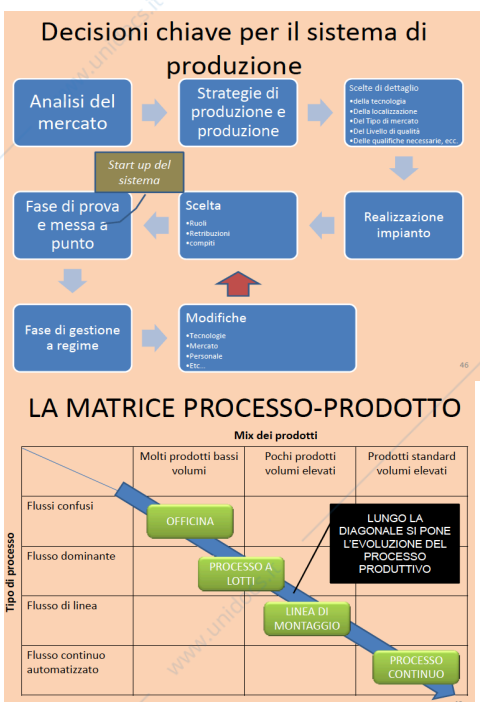 Decisioni chiave per il sistema di
produzione
Analisi del
mercato
Strategie di
produzione e
produzione
Scelte di dettaglio
•della tecnologia
•Della localizzazione
•Del Tipo di mercato
•Del Livello di qualità
•Delle qualifiche necessarie, ecc.
Start up del
sistema
Fase di prova
e messa a
punto
Scelta
•Ruoli
•Retribuzioni
•compiti
Realizzazione
impianto
Fase di gestione
a regime
Modifiche
•Tecnologie
•Mercato
•Personale
•Etc...
46
LA MATRICE PROCESSO-PRODOTTO
Mix dei prodotti
Molti prodotti bassi
volumi
Pochi prodotti
volumi elevati
Prodotti standard
volumi elevati
Tipo di processo
Flussi confusi
OFFICINA
LUNGO LA
DIAGONALE SI PONE
L'EVOLUZIONE DEL
PROCESSO
PRODUTTIVO
Flusso dominante
PROCESSO A
LOTTI
Flusso di linea
LINEA DI
MONTAGGIO
Flusso continuo
automatizzato
PROCESSO
CONTINUO